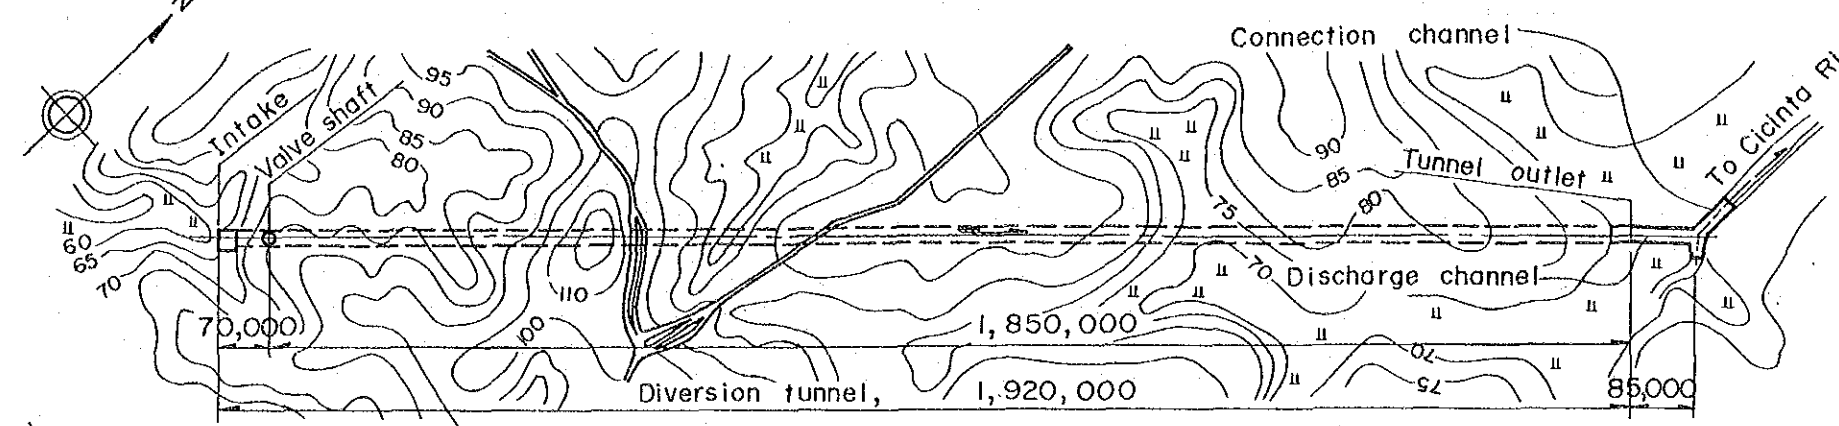 N
Connection channel
95
90
85
80
Intake
Valve shaft
90
85
80
75
70
Tunnel outlet
To Cicinta Ri
60
65
70
110
100
Discharge channel
70,000
1,850,000
70
75
Diversion tunnel, 1,920,000
85,000